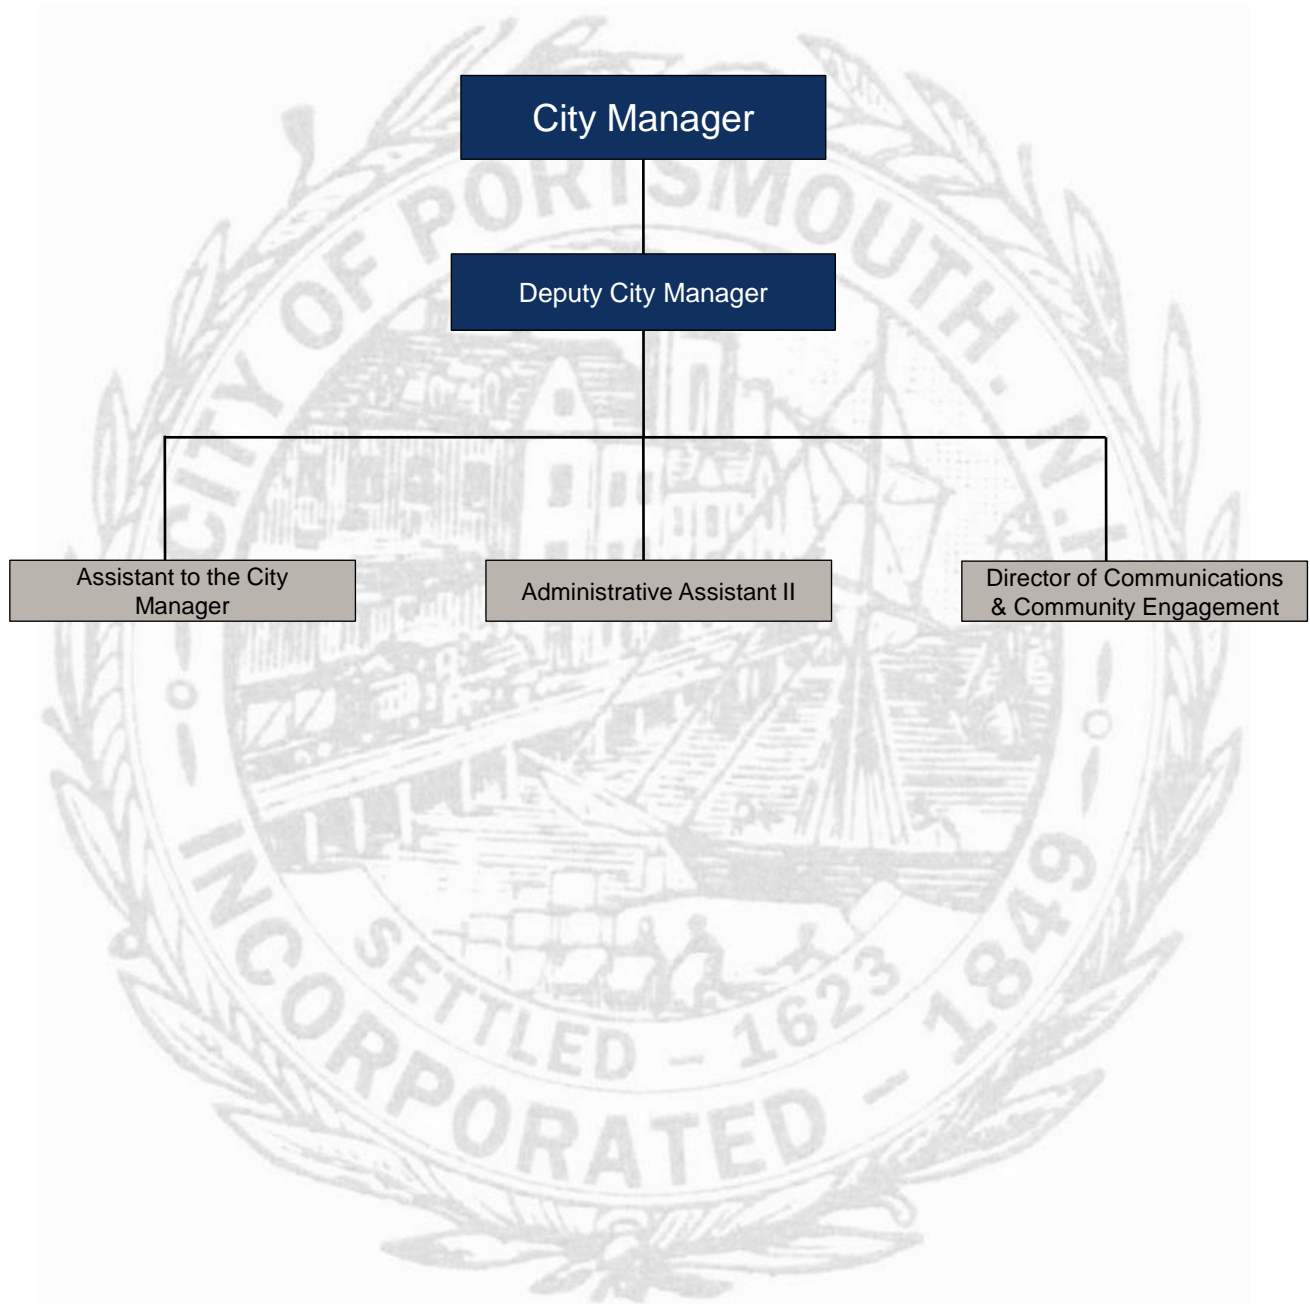 City Manager
CITY OF PORTSMOUTH. N.H.
Deputy City Manager
Assistant to the City
Manager
Administrative Assistant II
Director of Communications
& Community Engagement
SETTLED – 1623
INCORPORATED – 1849